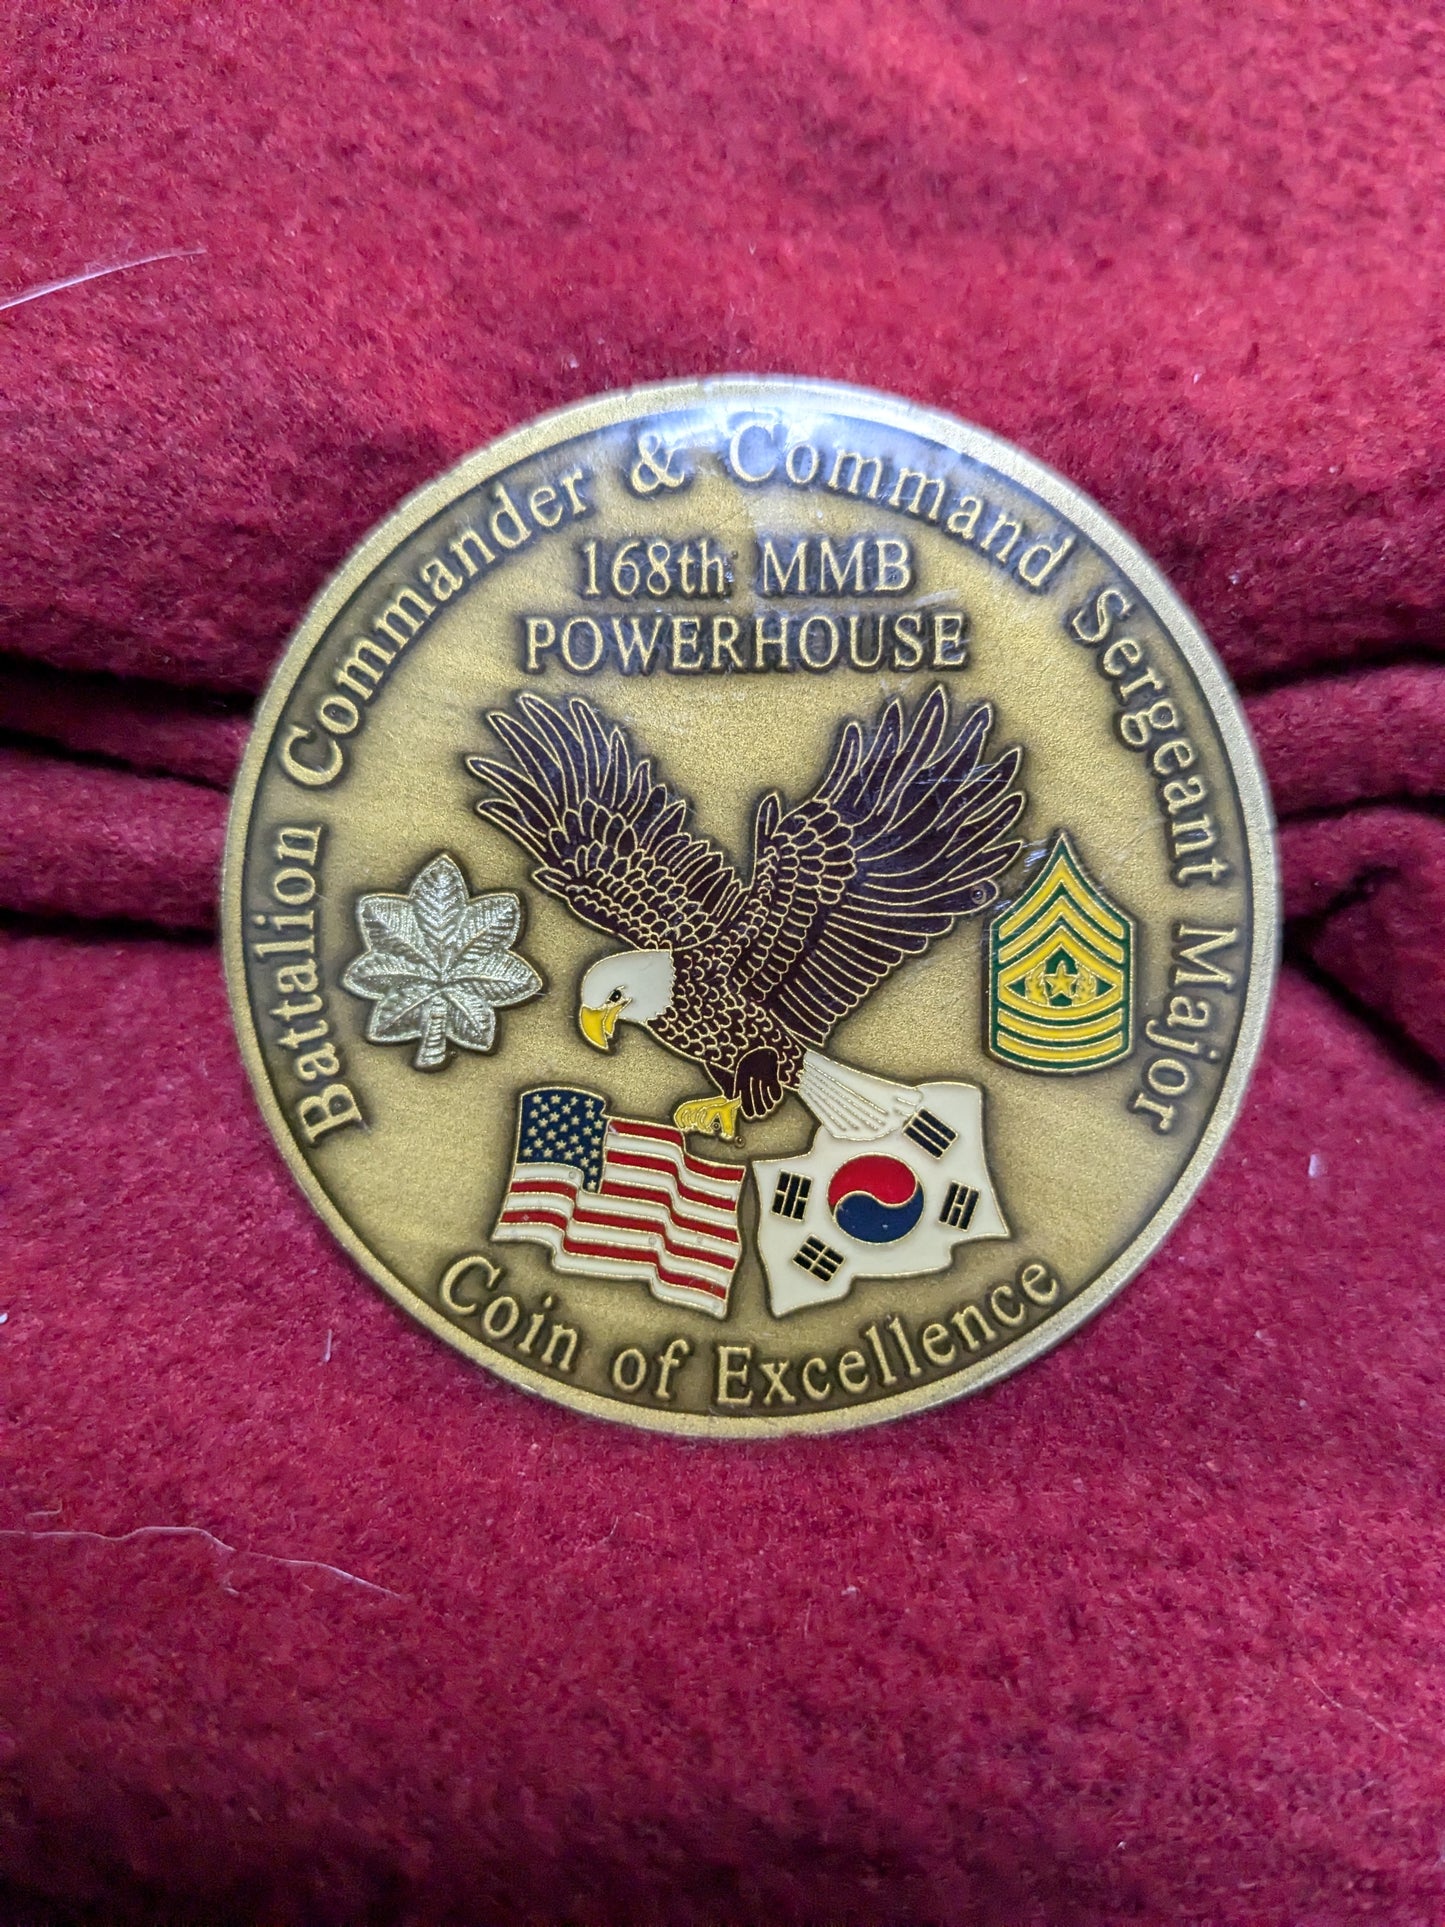 Battalion Commander & Command Sergeant Major
168th MMB
POWERHOUSE
Coin of Excellence